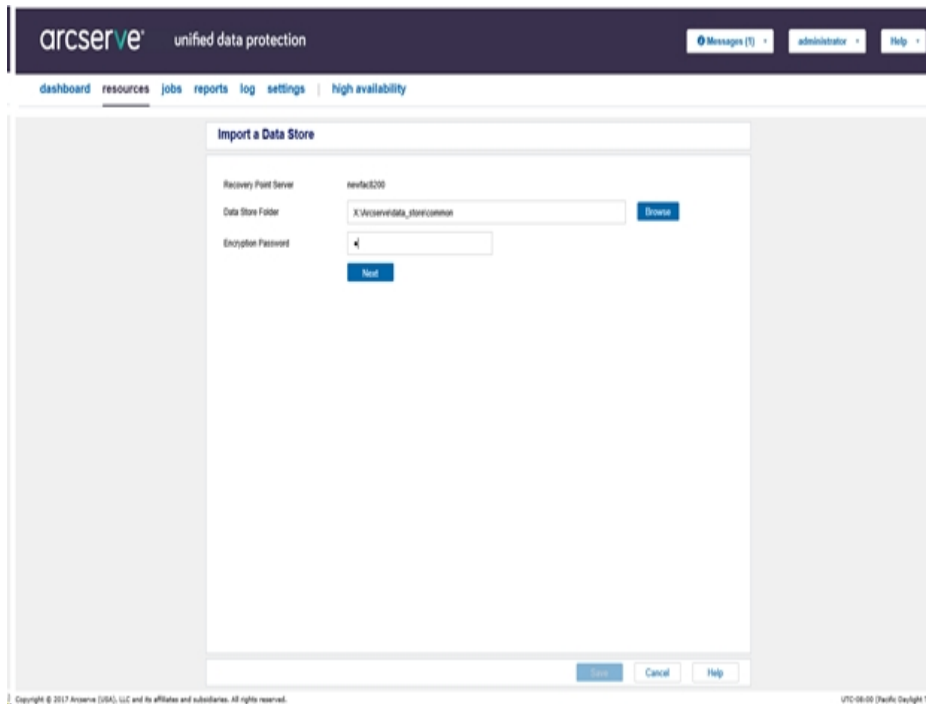 arcserve® unified data protection
Messages (1) administrator Help
dashboard resources jobs reports log settings | high availability
Import a Data Store
Recovery Point Server newfac8200
Data Store Folder X:\Arcserve\data_store\common Browse
Encryption Password
Next
Save Cancel Help
Copyright © 2017 Arcserve (USA), LLC and its affiliates and subsidiaries. All rights reserved.
UTC-08:00 (Pacific Daylight T